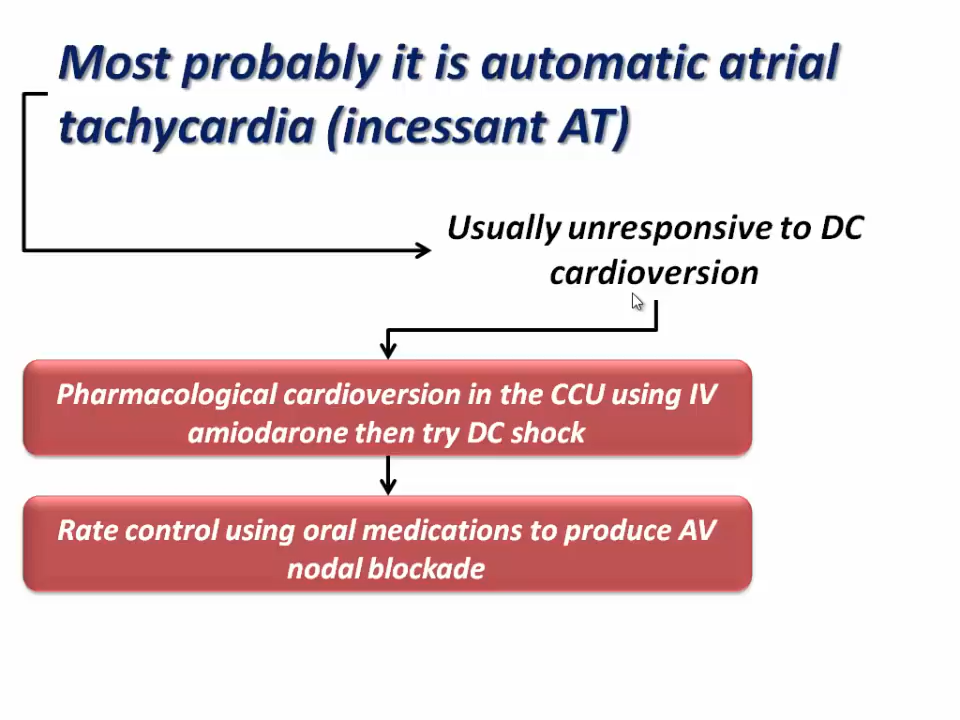 Most probably it is automatic atrial
tachycardia (incessant AT)
Usually unresponsive to DC
cardioversion
Pharmacological cardioversion in the CCU using IV
amiodarone then try DC shock
Rate control using oral medications to produce AV
nodal blockade